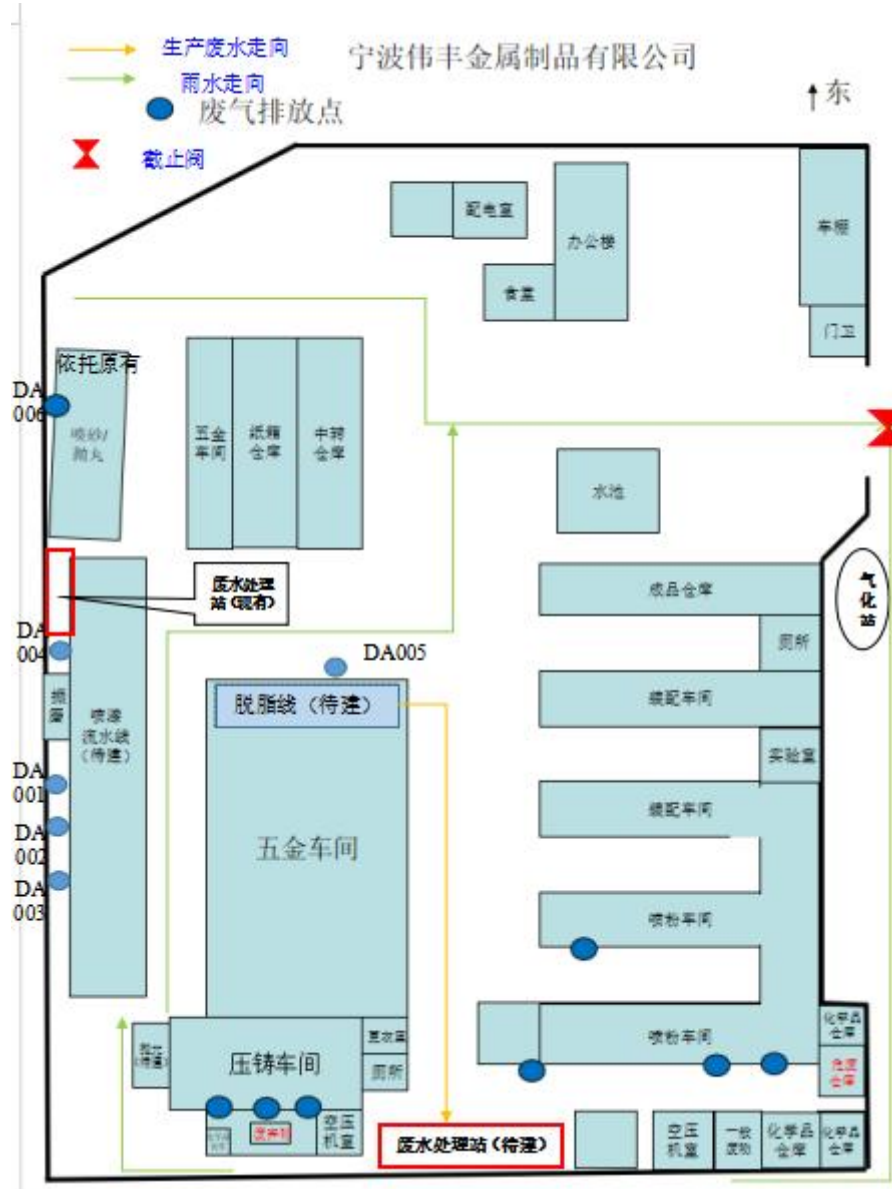 生产废水走向
宁波伟丰金属制品有限公司
雨水走向
废气排放点
东
截止阀
配电室
办公楼
车棚
食堂
门卫
依托原有
DA
006
喷砂/
抛丸
五金
车间
纸箱
仓库
中转
仓库
水池
废水处理
站（现有）
成品仓库
气
化
站
厕所
DA
004
DA005
脱脂线（待建）
装配车间
喷漆
流水线
（待建）
实验室
DA
001
装配车间
DA
002
五金车间
DA
003
喷粉车间
喷粉车间
化学品
仓库
危废
仓库
（待建）
压铸车间
更衣室
厕所
空压
机室
废水处理站（待建）
空压
机室
一般
废物
化学品
仓库
化学品
仓库